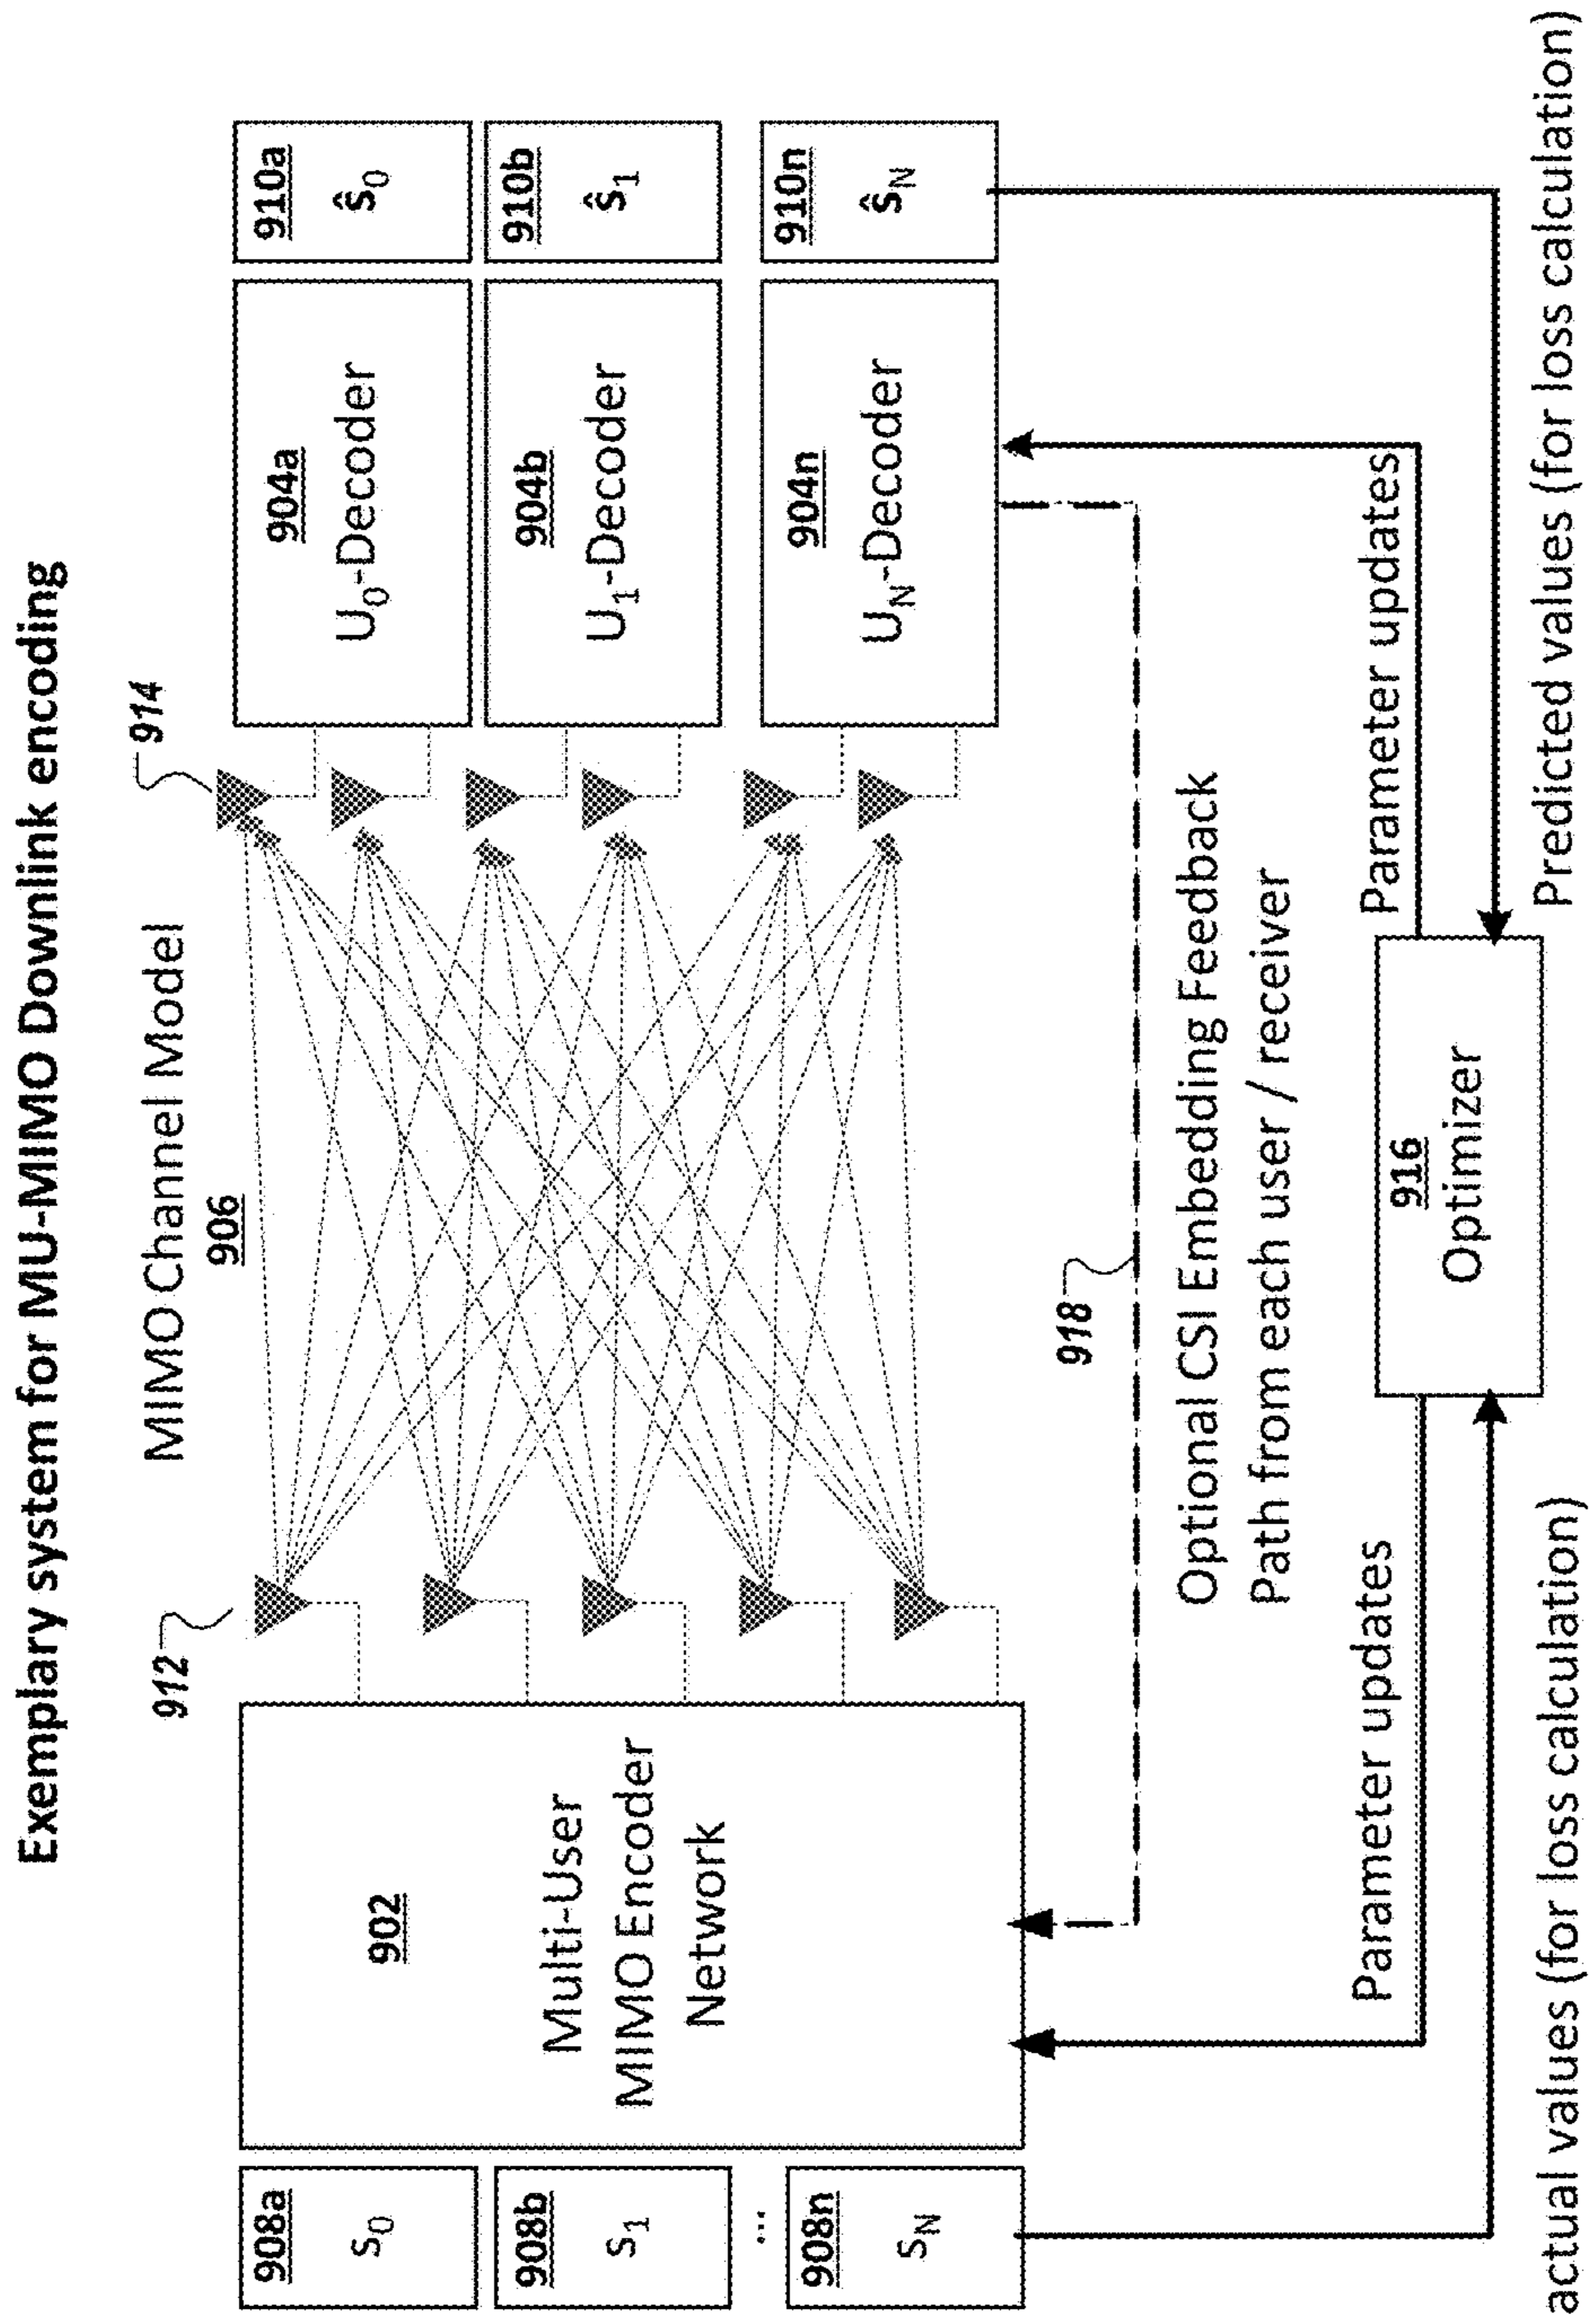 Exemplary system for MU-MIMO Downlink encoding
MIMO Channel Model
906
912
914
908a
s0
908b
s1
...
908n
sN
902
Multi-User
MIMO Encoder
Network
904a
U0-Decoder
904b
U1-Decoder
904n
UN-Decoder
910a
ŝ0
910b
ŝ1
910n
ŝN
918
Optional CSI Embedding Feedback
Path from each user / receiver
Parameter updates
Parameter updates
916
Optimizer
actual values (for loss calculation)
Predicted values (for loss calculation)